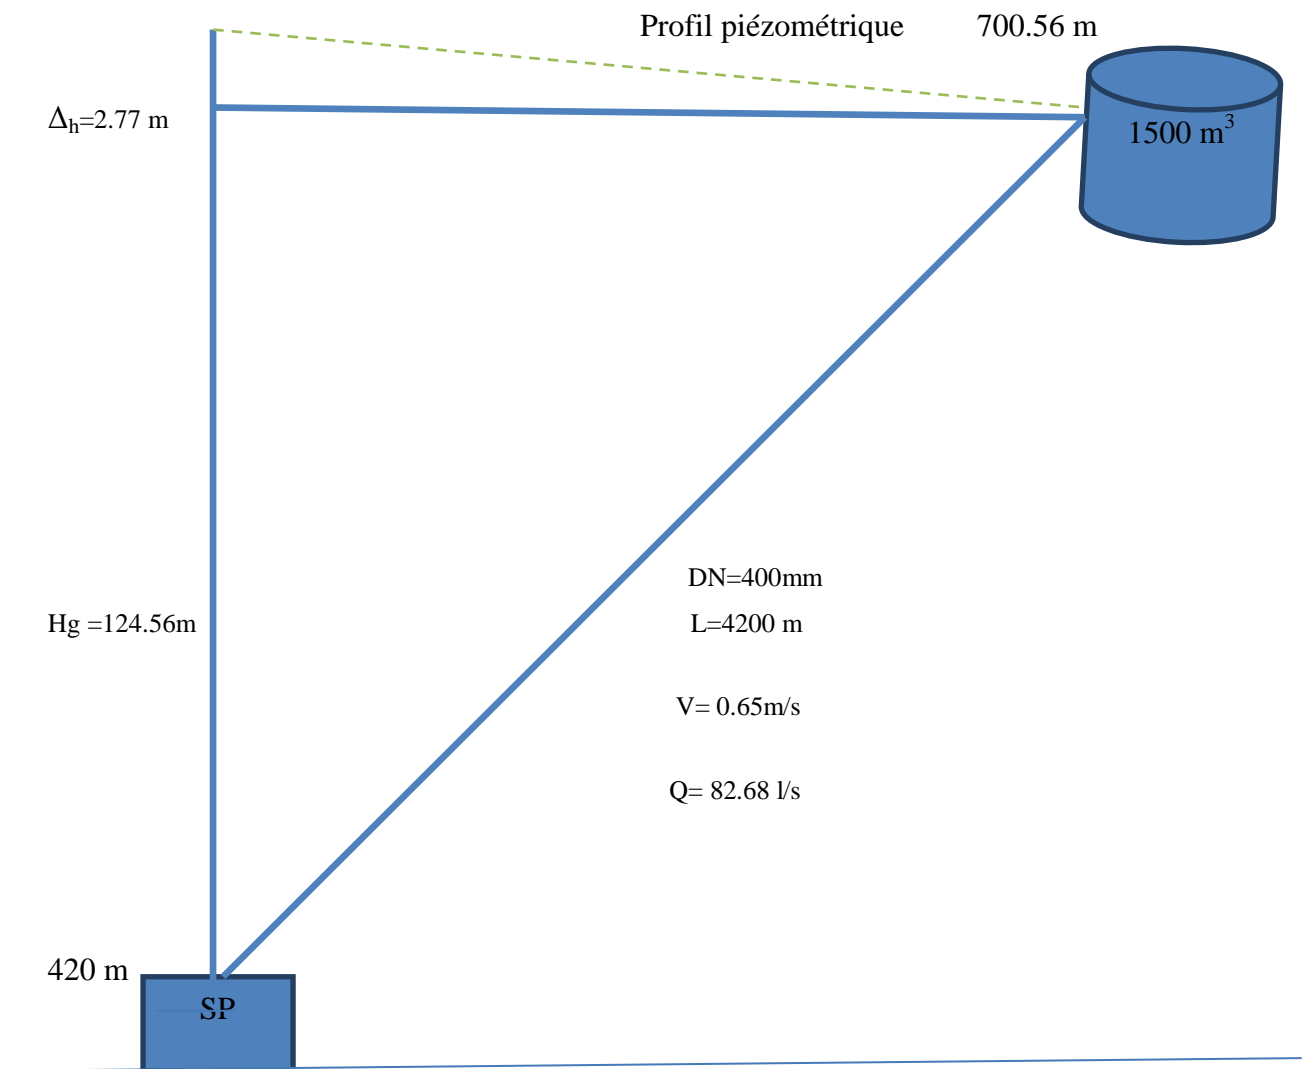 Profil piézométrique 700.56 m
Δh=2.77 m
1500 m³
DN=400mm
Hg =124.56m
L=4200 m
V= 0.65m/s
Q= 82.68 l/s
420 m
SP